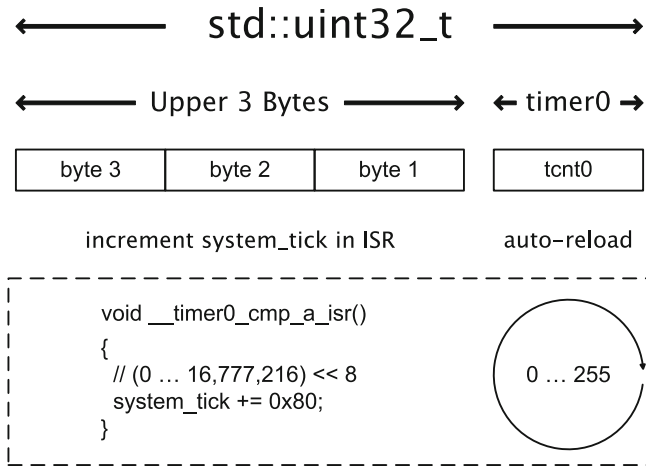 std::uint32_t
Upper 3 Bytes timer0
byte 3 byte 2 byte 1 tcnt0
increment system_tick in ISR auto-reload
void __timer0_cmp_a_isr()
{
// (0 … 16,777,216) << 8 0 … 255
system_tick += 0x80;
}